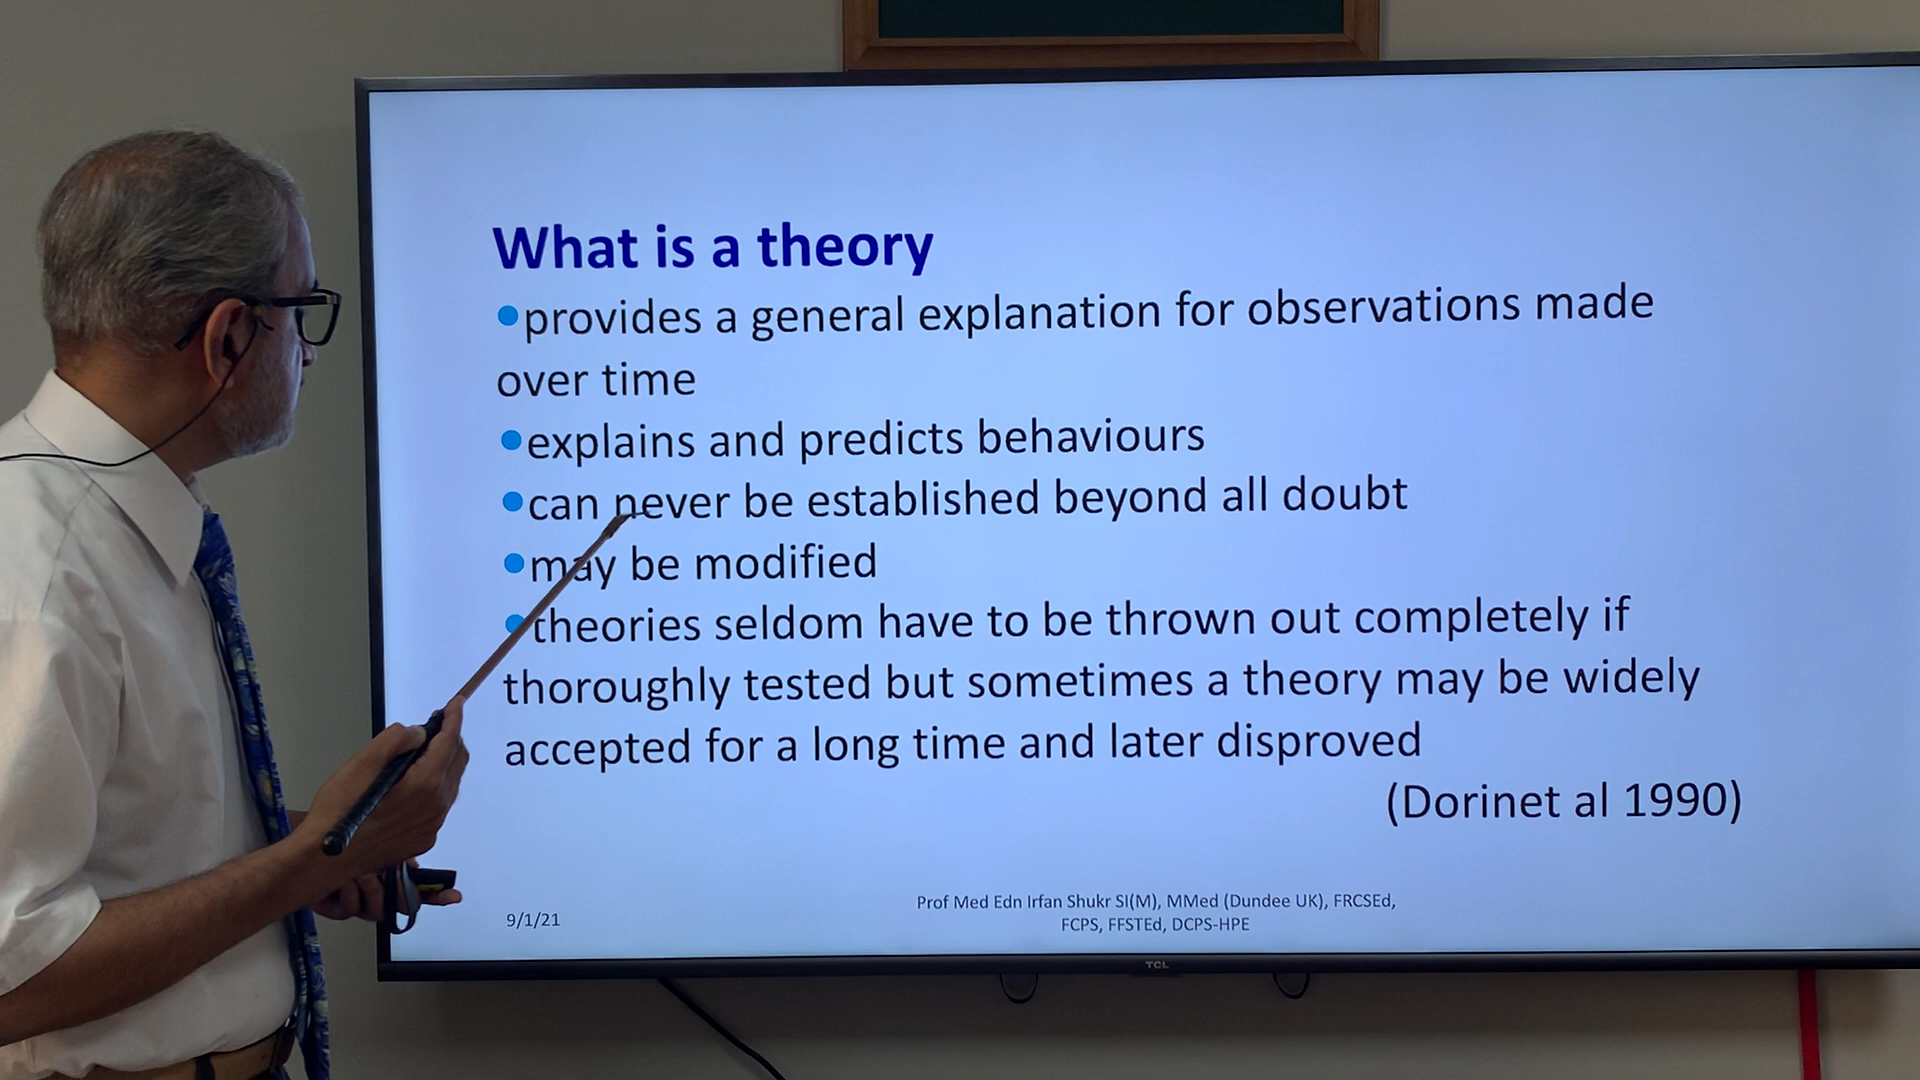 What is a theory
•provides a general explanation for observations made
over time
•explains and predicts behaviours
•can never be established beyond all doubt
•may be modified
•theories seldom have to be thrown out completely if
thoroughly tested but sometimes a theory may be widely
accepted for a long time and later disproved
(Dorinet al 1990)
9/1/21
Prof Med Edn Irfan Shukr SI(M), MMed (Dundee UK), FRCSEd,
FCPS, FFSTEd, DCPS-HPE
TCL